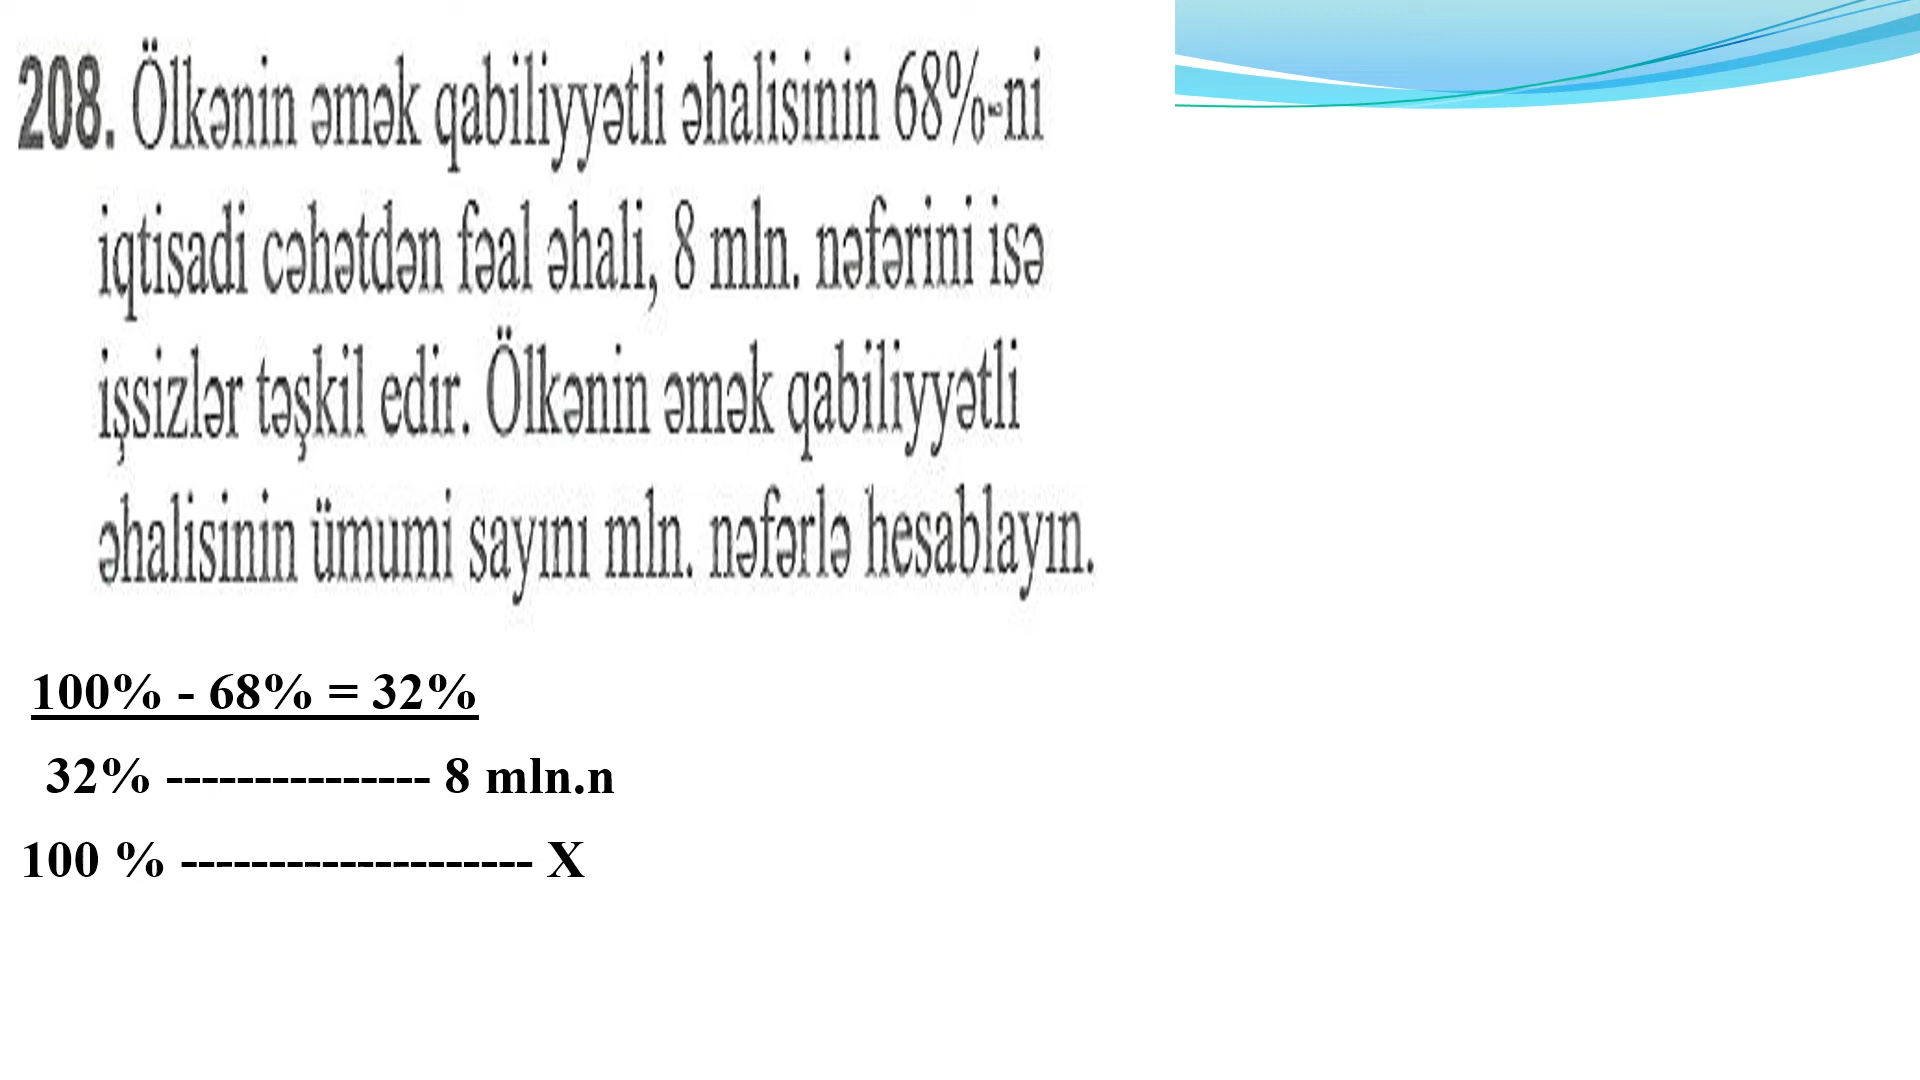 208. Ölkənin əmək qabiliyyətli əhalisinin 68%-ni
iqtisadi cəhətdən fəal əhali, 8 mln. nəfərini isə
işsizlər təşkil edir. Ölkənin əmək qabiliyyətli
əhalisinin ümumi sayını mln. nəfərlə hesablayın.
100% - 68% = 32%
32% --------------- 8 mln.n
100 % -------------------- X